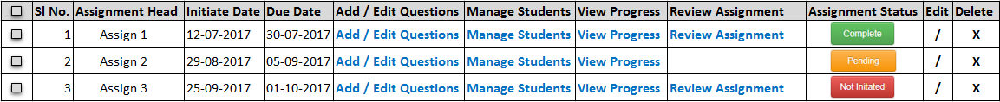 Sl No. Assignment Head Initiate Date Due Date Add / Edit Questions Manage Students View Progress Review Assignment Assignment Status Edit Delete
1 Assign 1 12-07-2017 30-07-2017 Add / Edit Questions Manage Students View Progress Review Assignment Complete / X
2 Assign 2 29-08-2017 05-09-2017 Add / Edit Questions Manage Students View Progress Pending / X
3 Assign 3 25-09-2017 01-10-2017 Add / Edit Questions Manage Students View Progress Review Assignment Not Initated / X